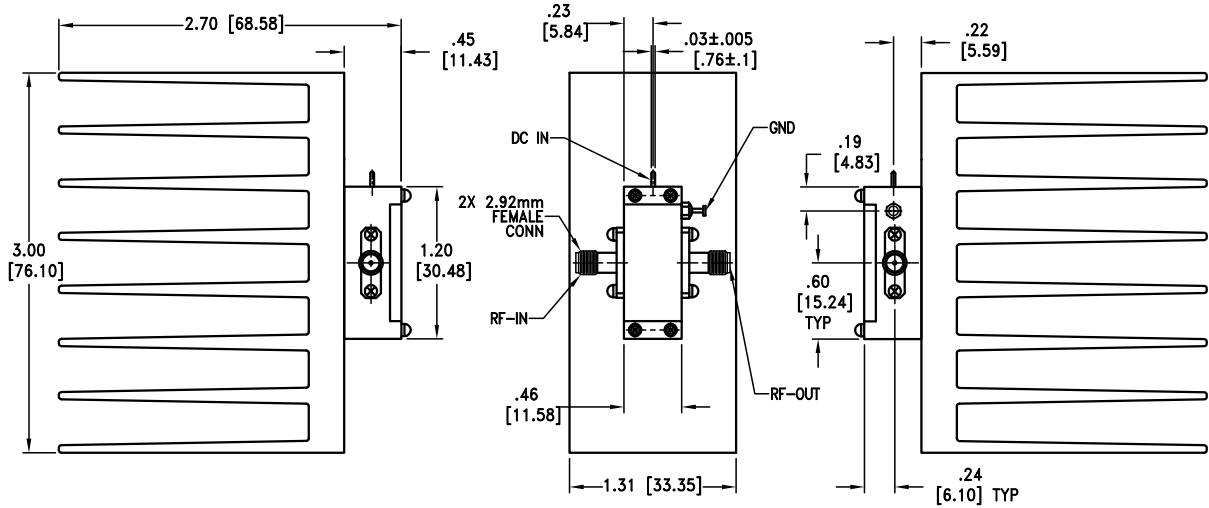 2.70 [68.58]
.45
[11.43]
3.00
[76.10]
1.20
[30.48]
.23
[5.84]
.03±.005
[.76±.1]
DC IN
GND
2X 2.92mm
FEMALE
CONN
RF-IN
RF-OUT
.46
[11.58]
1.31 [33.35]
.22
[5.59]
.19
[4.83]
.60
[15.24]
TYP
.24
[6.10] TYP